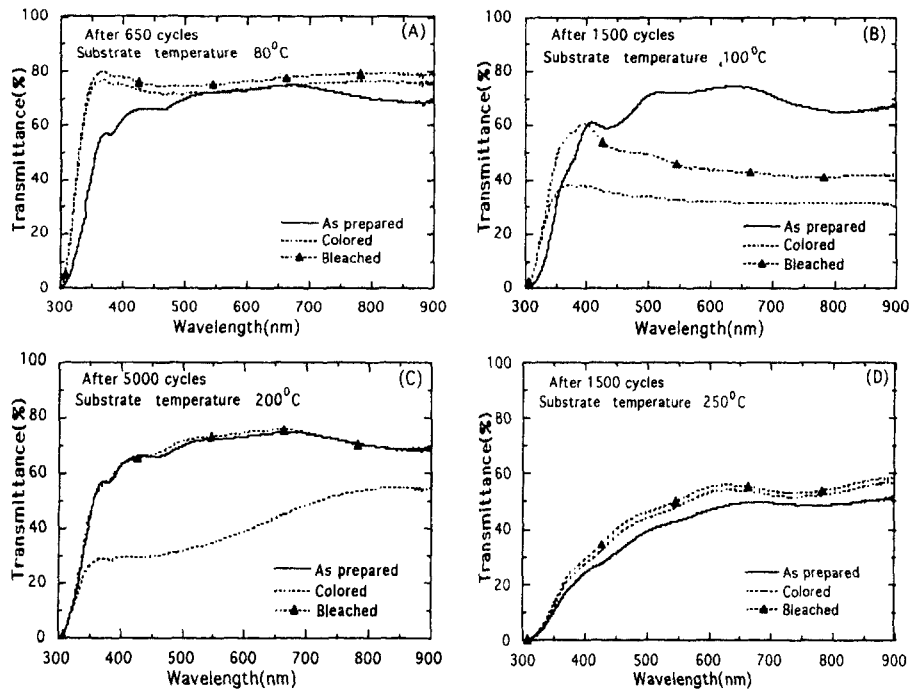 After 650 cycles
(A)
Substrate temperature 80⁰C
Transmittance(%)
100
80
60
40
20
0
As prepared
Colored
Bleached
300 400 500 600 700 800 900
Wavelength(nm)
After 1500 cycles
(B)
Substrate temperature 100⁰C
Transmittance(%)
100
80
60
40
20
0
As prepared
Colored
Bleached
300 400 500 600 700 800 900
Wavelength(nm)
After 5000 cycles
(C)
Substrate temperature 200⁰C
Transmittance(%)
100
80
60
40
20
0
As prepared
Colored
Bleached
300 400 500 600 700 800 900
Wavelength(nm)
After 1500 cycles
(D)
Substrate temperature 250⁰C
Transmittance(%)
100
80
60
40
20
0
As prepared
Colored
Bleached
300 400 500 600 700 800 900
Wavelength(nm)